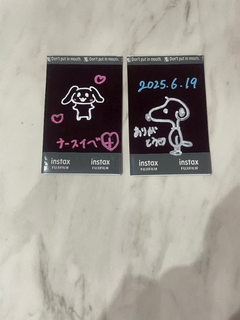 Don't put in mouth.
Don't put in mouth.
ナースイベ
instax
instax
FUJIFILM
FUJIFILM
Don't put in mouth.
Don't put in mouth.
2025.6.19
ありが
とう
instax
instax
FUJIFILM
FUJIFILM